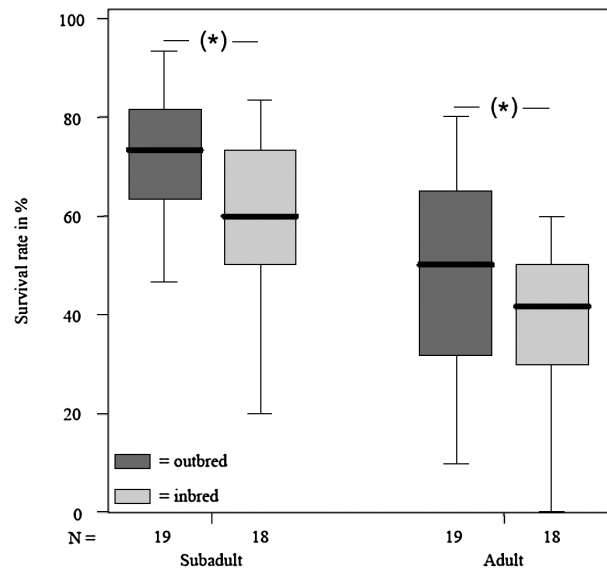 100
(*)
80
(*)
60
Survival rate in %
40
20
= outbred
= inbred
0
N = 19 18 19 18
Subadult Adult